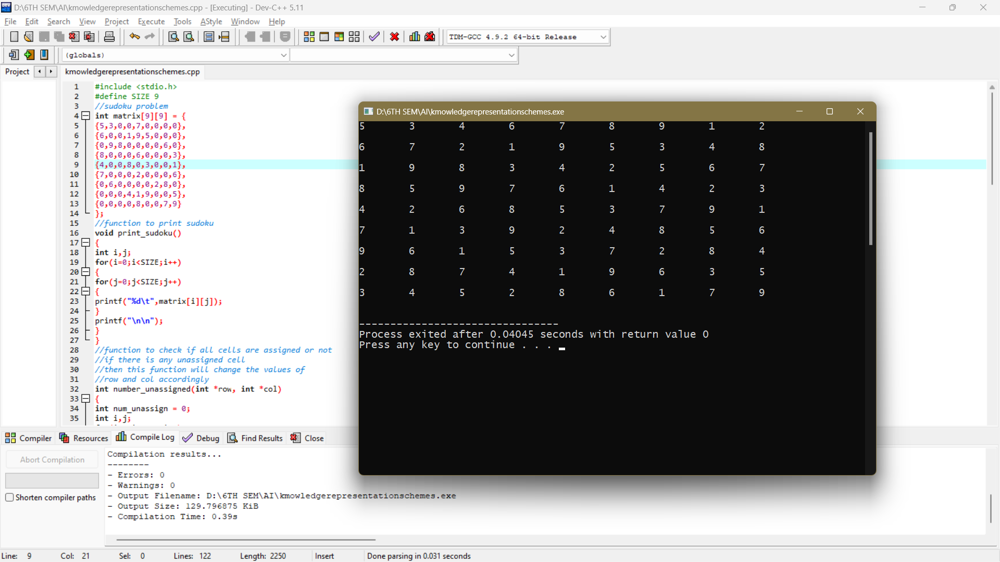 D:\6TH SEM\AI\kmowledgerepresentationschemes.cpp - [Executing] - Dev-C++ 5.11
File Edit Search View Project Execute Tools AStyle Window Help
TDM-GCC 4.9.2 64-bit Release
(globals)
Project
kmowledgerepresentationschemes.cpp
1 #include <stdio.h>
2 #define SIZE 9
3 //sudoku problem
4 int matrix[9][9] = {
5 {5,3,0,0,7,0,0,0,0},
6 {6,0,0,1,9,5,0,0,0},
7 {0,9,8,0,0,0,0,6,0},
8 {8,0,0,0,6,0,0,0,3},
9 {4,0,0,8,0,3,0,0,1},
10 {7,0,0,0,2,0,0,0,6},
11 {0,6,0,0,0,0,2,8,0},
12 {0,0,0,4,1,9,0,0,5},
13 {0,0,0,0,8,0,0,7,9}
14 };
15 //function to print sudoku
16 void print_sudoku()
17 {
18 int i,j;
19 for(i=0;i<SIZE;i++)
20 {
21 for(j=0;j<SIZE;j++)
22 {
23 printf("%d\t",matrix[i][j]);
24 }
25 printf("\n\n");
26 }
27 }
28 //function to check if all cells are assigned or not
29 //if there is any unassigned cell
30 //then this function will change the values of
31 //row and col accordingly
32 int number_unassigned(int *row, int *col)
33 {
34 int num_unassign = 0;
35 int i,j;
D:\6TH SEM\AI\kmowledgerepresentationschemes.exe
5 3 4 6 7 8 9 1 2
6 7 2 1 9 5 3 4 8
1 9 8 3 4 2 5 6 7
8 5 9 7 6 1 4 2 3
4 2 6 8 5 3 7 9 1
7 1 3 9 2 4 8 5 6
9 6 1 5 3 7 2 8 4
2 8 7 4 1 9 6 3 5
3 4 5 2 8 6 1 7 9
--------------------------------
Process exited after 0.04045 seconds with return value 0
Press any key to continue . . .
Compiler Resources Compile Log Debug Find Results Close
Abort Compilation
Shorten compiler paths
Compilation results...
--------
- Errors: 0
- Warnings: 0
- Output Filename: D:\6TH SEM\AI\kmowledgerepresentationschemes.exe
- Output Size: 129.796875 KiB
- Compilation Time: 0.39s
Line: 9 Col: 21 Sel: 0 Lines: 122 Length: 2250 Insert Done parsing in 0.031 seconds